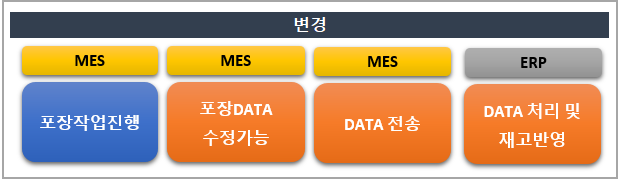 변경
MES
MES
MES
ERP
포장작업진행
포장DATA
수정가능
DATA 전송
DATA 처리 및
재고반영